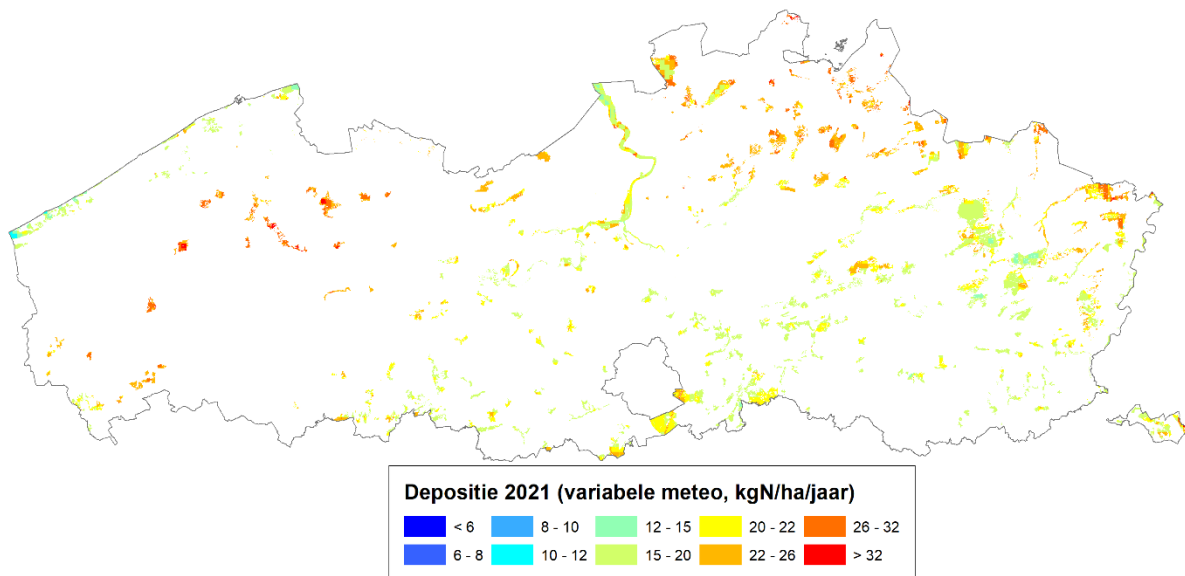 Depositie 2021 (variabele meteo, kgN/ha/jaar)
< 6 8 - 10 12 - 15 20 - 22 26 - 32
6 - 8 10 - 12 15 - 20 22 - 26 > 32